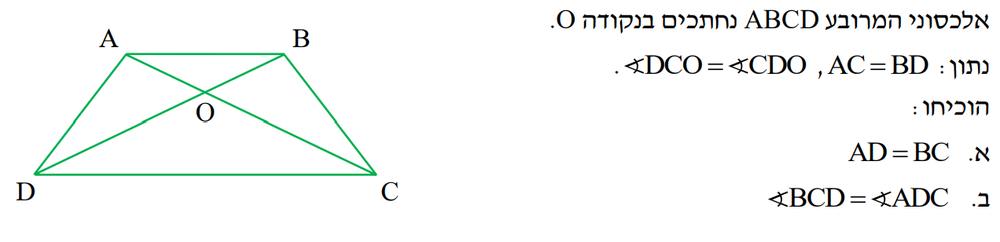 אלכסוני המרובע ABCD נחתכים בנקודה O.
נתון: AC = BD , ∢DCO = ∢CDO .
הוכיחו:
א. AD = BC
ב. ∢BCD = ∢ADC
A B
O
D C